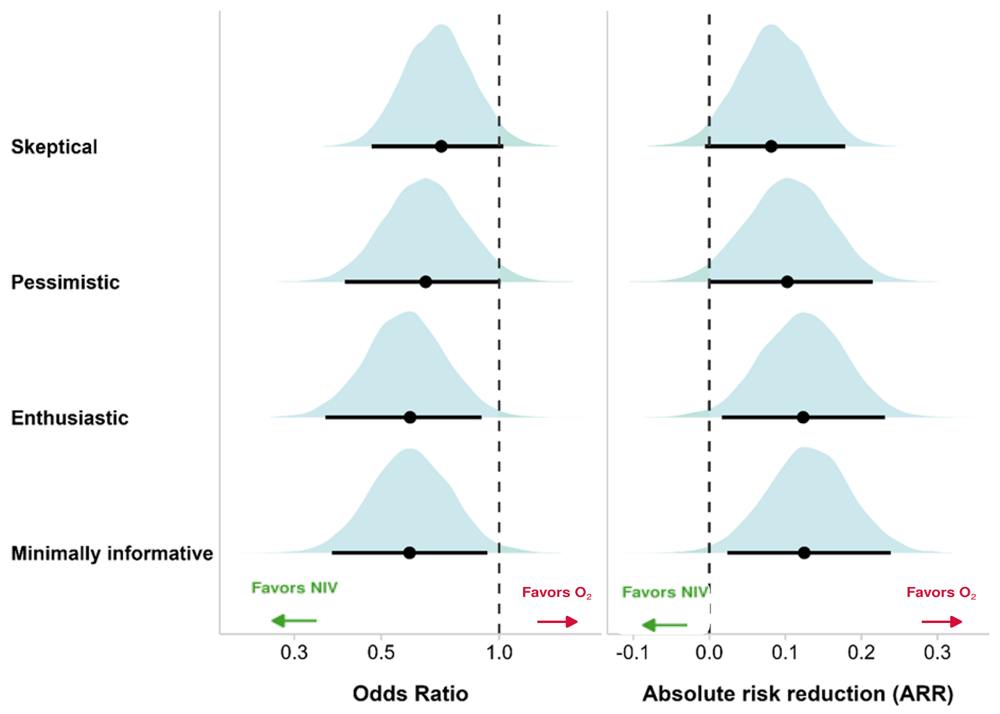 Skeptical
Pessimistic
Enthusiastic
Minimally informative
Favors NIV
Favors O₂
Favors NIV
Favors O₂
0.3 0.5 1.0
-0.1 0.0 0.1 0.2 0.3
Odds Ratio
Absolute risk reduction (ARR)